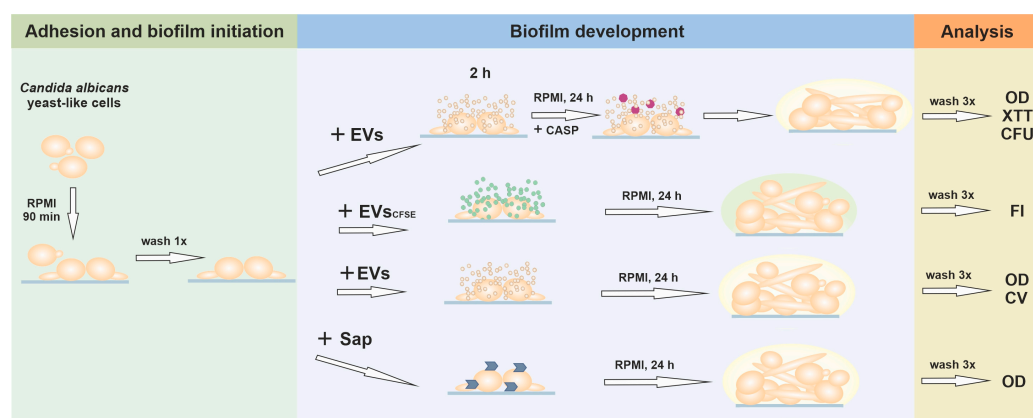 Adhesion and biofilm initiation
Biofilm development
Analysis
Candida albicans
yeast-like cells
RPMI
90 min
wash 1x
+ EVs
2 h
RPMI, 24 h
+ CASP
wash 3x
OD
XTT
CFU
+ EVsCFSE
RPMI, 24 h
wash 3x
FI
+EVs
RPMI, 24 h
wash 3x
OD
CV
+ Sap
RPMI, 24 h
wash 3x
OD